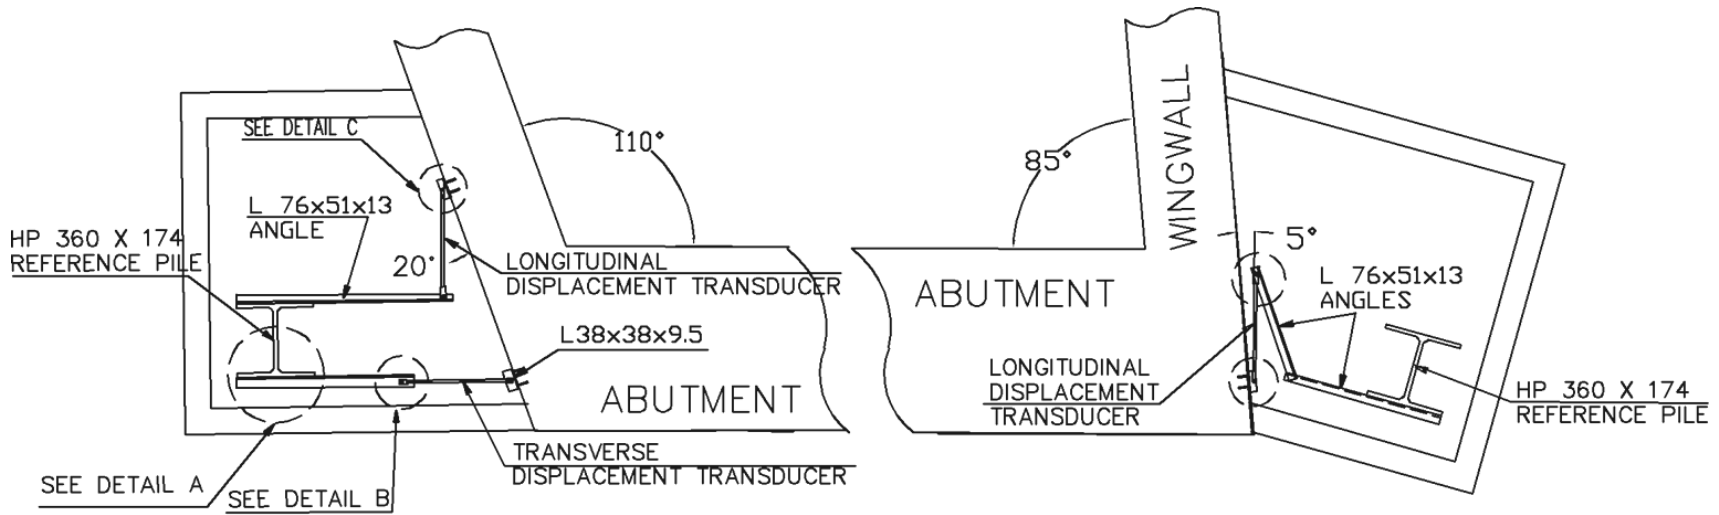 SEE DETAIL C
110°
L 76x51x13
ANGLE
HP 360 X 174
REFERENCE PILE
20°
LONGITUDINAL
DISPLACEMENT TRANSDUCER
L38x38x9.5
ABUTMENT
TRANSVERSE
DISPLACEMENT TRANSDUCER
SEE DETAIL A
SEE DETAIL B
85°
WINGWALL
5°
L 76x51x13
ANGLES
ABUTMENT
LONGITUDINAL
DISPLACEMENT
TRANSDUCER
HP 360 X 174
REFERENCE PILE